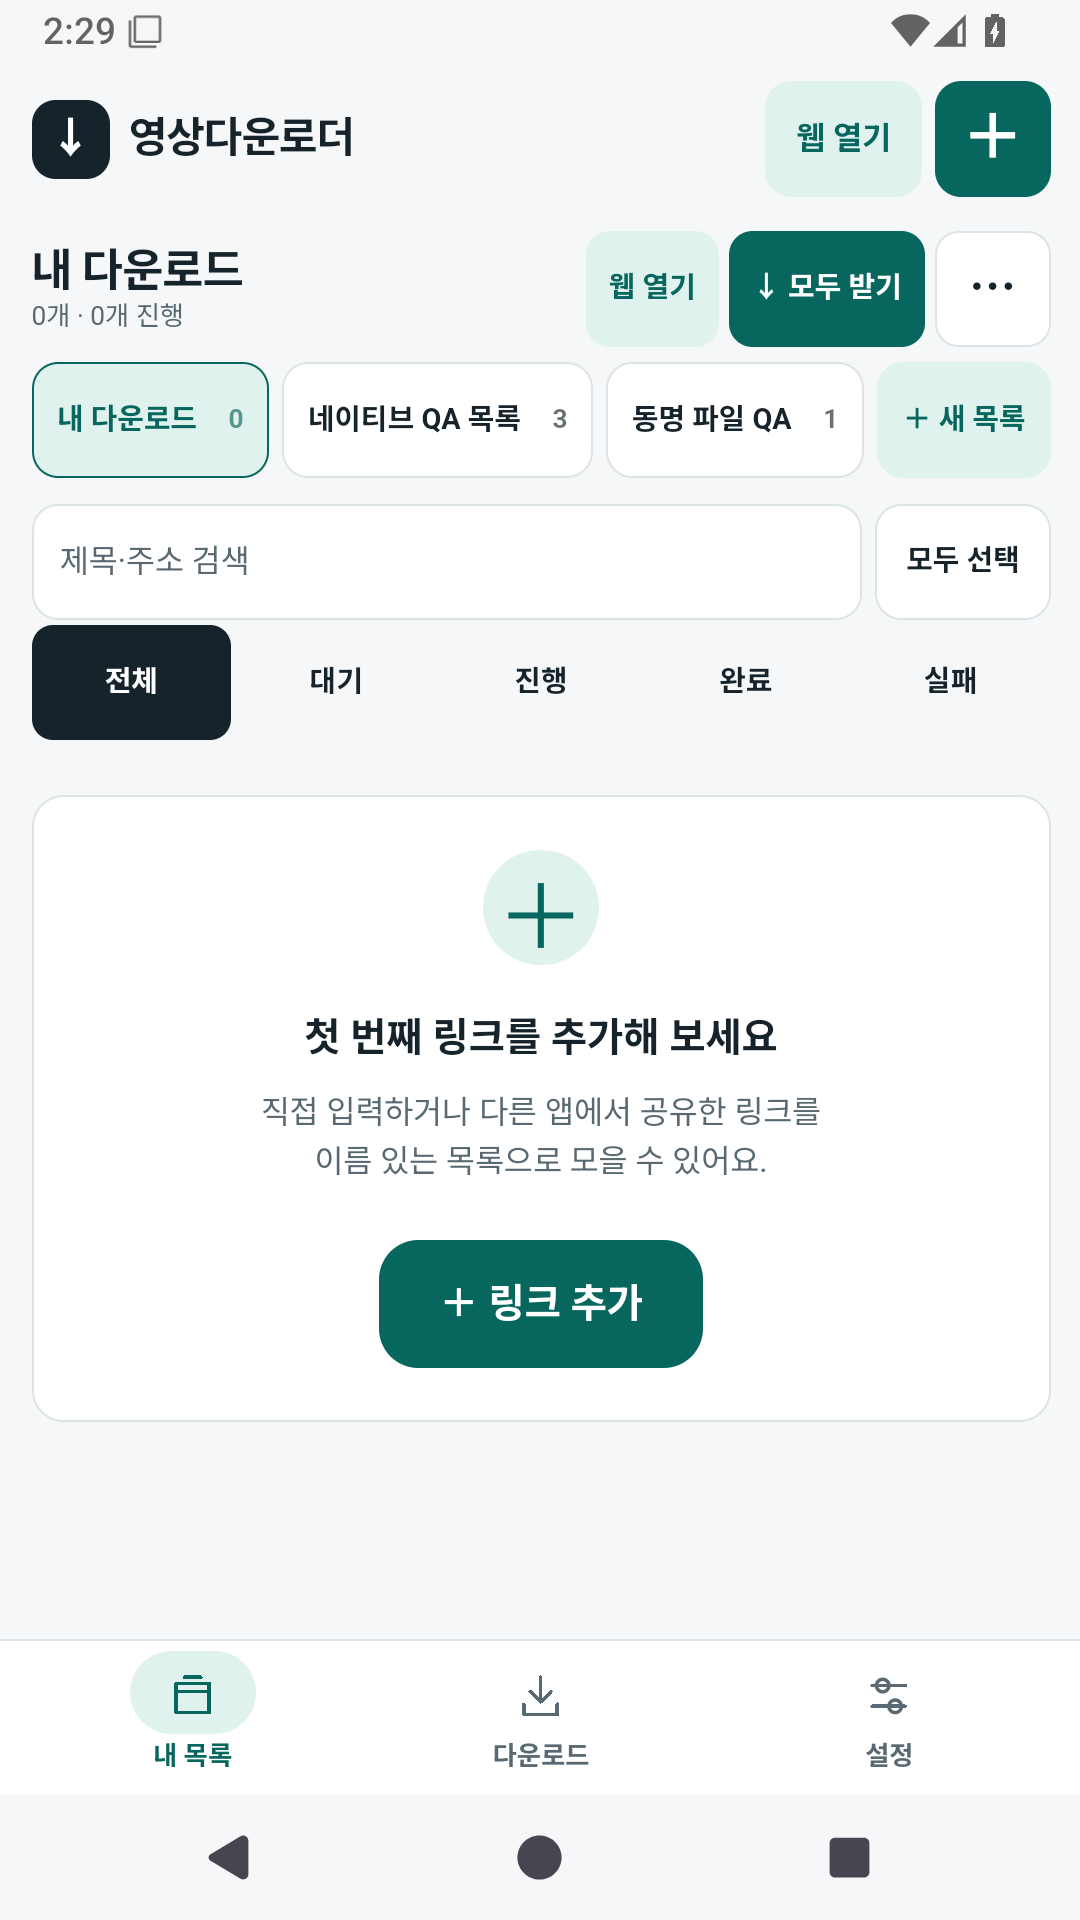 2:29
영상다운로더
웹 열기
+
내 다운로드
0개 · 0개 진행
웹 열기
↓ 모두 받기
···
내 다운로드 0
네이티브 QA 목록 3
동명 파일 QA 1
+ 새 목록
제목·주소 검색
모두 선택
전체
대기
진행
완료
실패
+
첫 번째 링크를 추가해 보세요
직접 입력하거나 다른 앱에서 공유한 링크를
이름 있는 목록으로 모을 수 있어요.
+ 링크 추가
내 목록
다운로드
설정